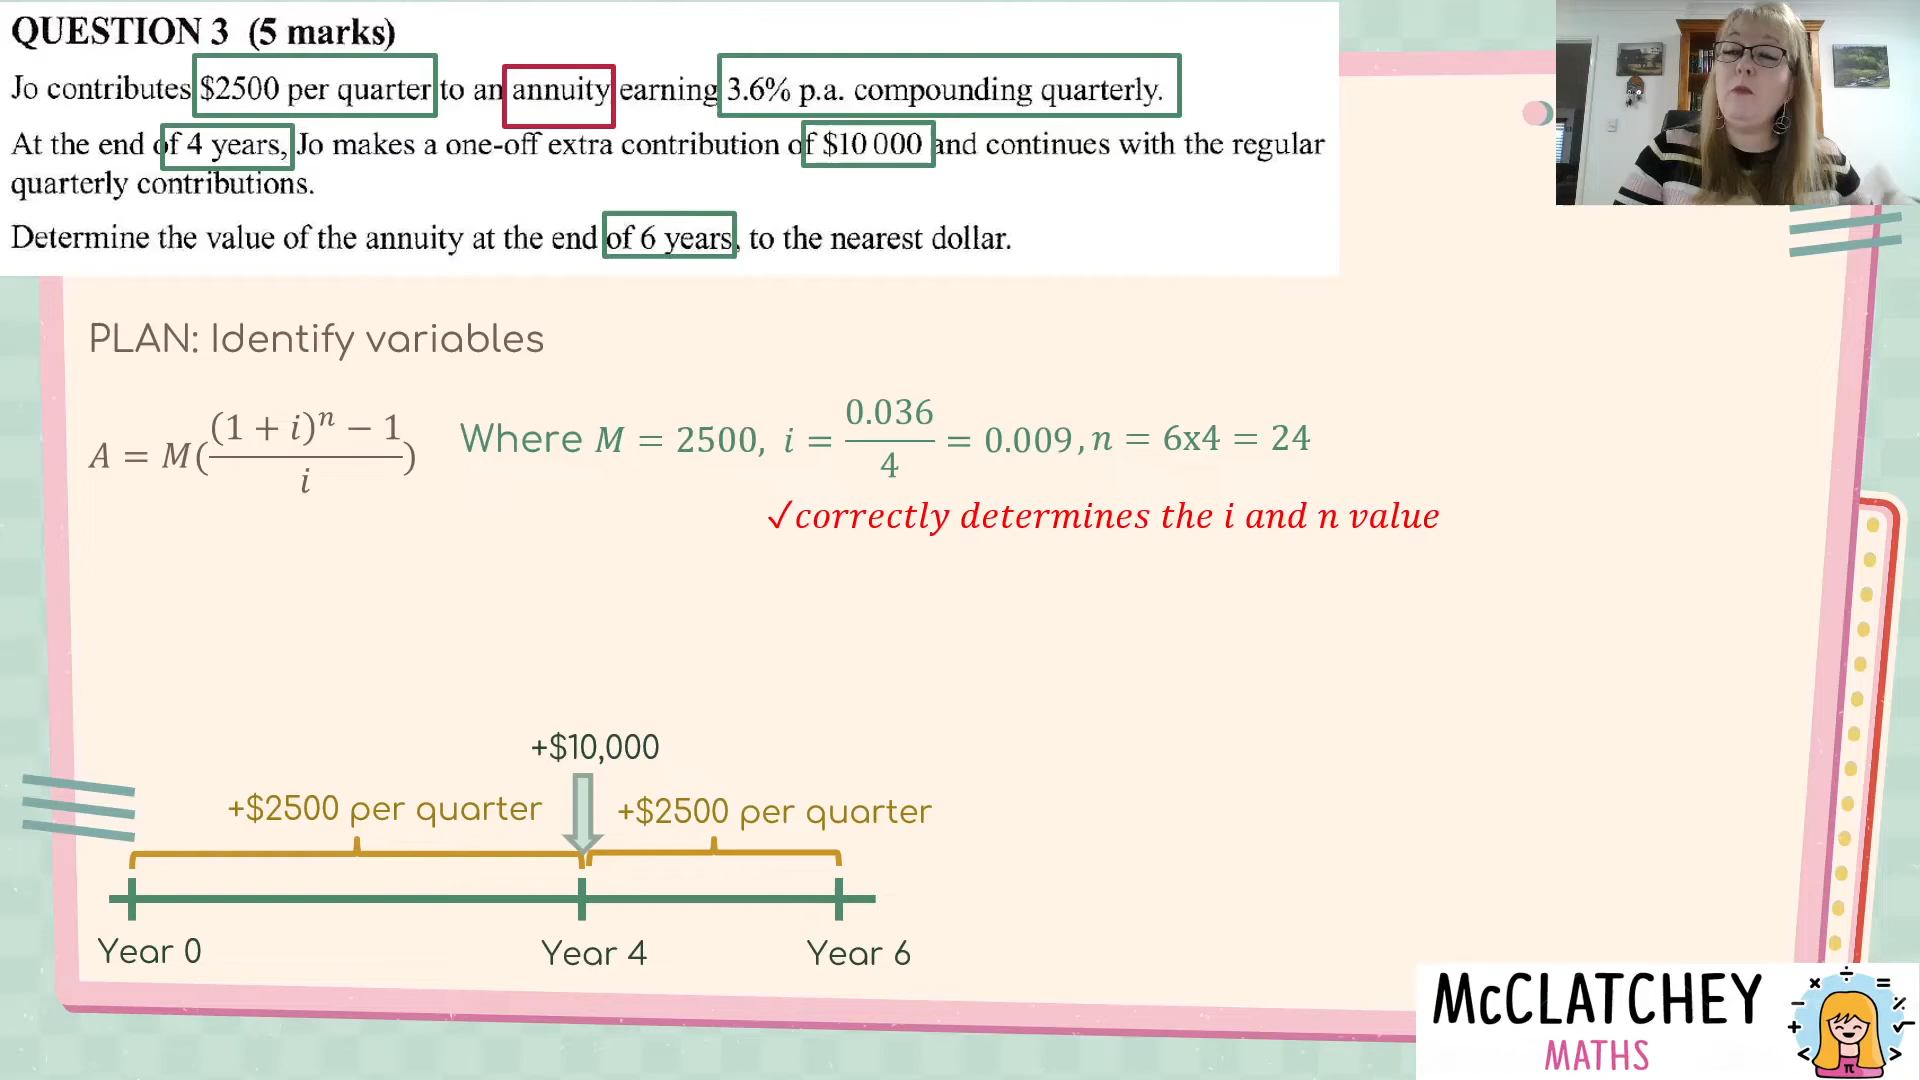 QUESTION 3 (5 marks)
Jo contributes $2500 per quarter to an annuity earning 3.6% p.a. compounding quarterly.
At the end of 4 years, Jo makes a one-off extra contribution of $10 000 and continues with the regular
quarterly contributions.
Determine the value of the annuity at the end of 6 years, to the nearest dollar.
PLAN: Identify variables
A = M(\frac{(1 + i)^n − 1}{i}) Where M = 2500, i = \frac{0.036}{4} = 0.009, n = 6x4 = 24
✓correctly determines the i and n value
+$10,000
+$2500 per quarter +$2500 per quarter
Year 0 Year 4 Year 6
McCLATCHEY
MATHS